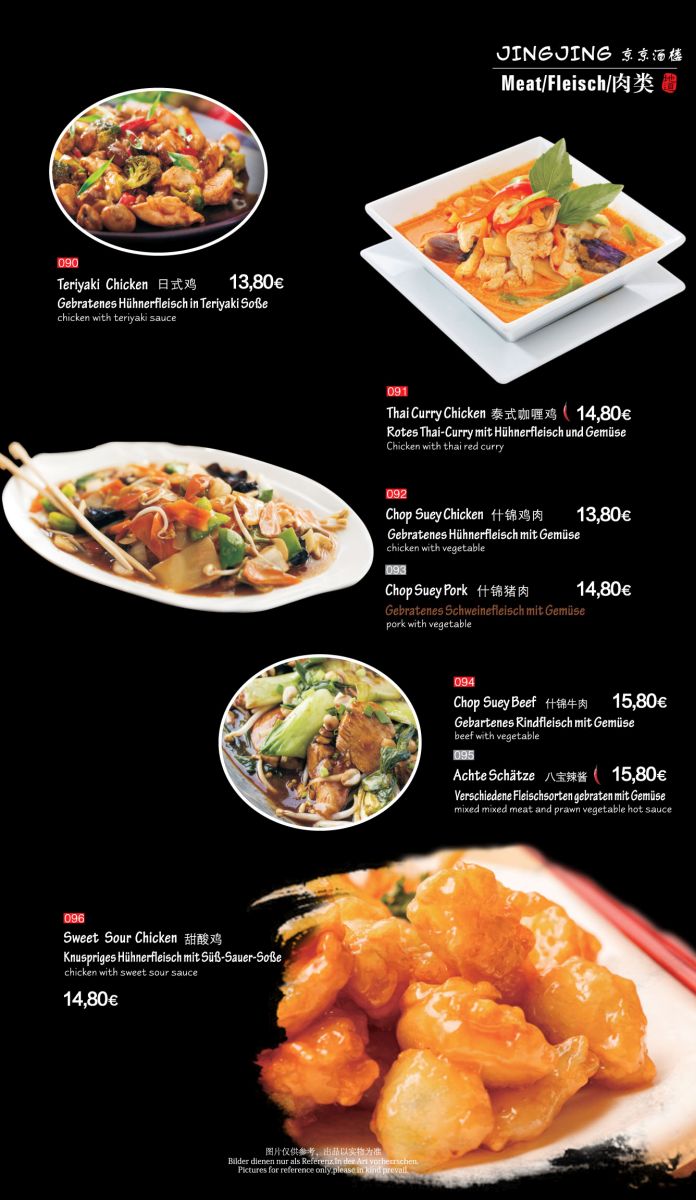 JINGJING 京京酒楼
Meat/Fleisch/肉类 地道
090
Teriyaki Chicken 日式鸡 13,80€
Gebratenes Hühnerfleisch in Teriyaki Soße
chicken with teriyaki sauce
091
Thai Curry Chicken 泰式咖喱鸡 14,80€
Rotes Thai-Curry mit Hühnerfleisch und Gemüse
Chicken with thai red curry
092
Chop Suey Chicken 什锦鸡肉 13,80€
Gebratenes Hühnerfleisch mit Gemüse
chicken with vegetable
093
Chop Suey Pork 什锦猪肉 14,80€
Gebratenes Schweinefleisch mit Gemüse
pork with vegetable
094
Chop Suey Beef 什锦牛肉 15,80€
Gebartenes Rindfleisch mit Gemüse
beef with vegetable
095
Achte Schätze 八宝辣酱 15,80€
Verschiedene Fleischsorten gebraten mit Gemüse
mixed mixed meat and prawn vegetable hot sauce
096
Sweet Sour Chicken 甜酸鸡
Knuspriges Hühnerfleisch mit Süß-Sauer-Soße
chicken with sweet sour sauce
14,80€
图片仅供参考，出品以实物为准
Bilder dienen nur als Referenz,In der Art vorherrschen.
Pictures for reference only,please in kind prevail